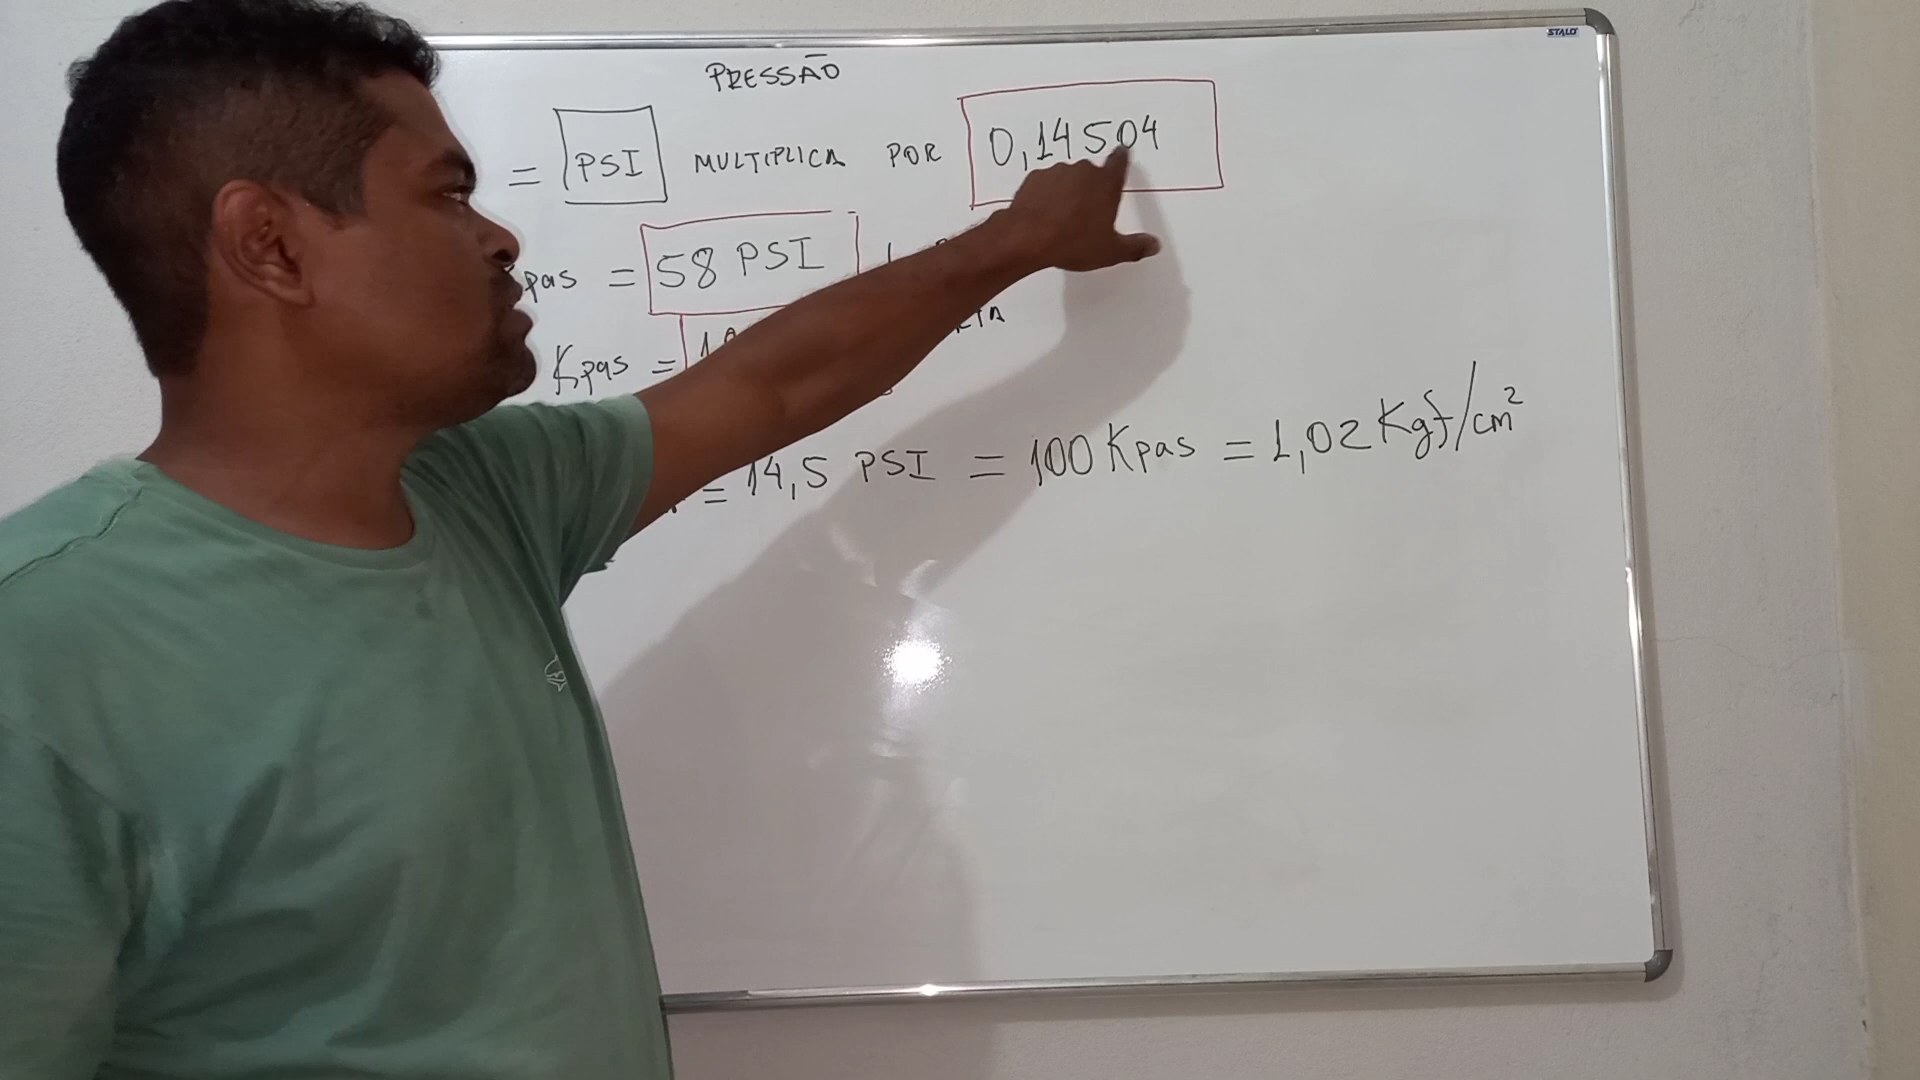 STALO
PRESSÃO
= PSI MULTIPLICA POR 0,14504
pas = 58 PSI
Kpas =
= 14,5 PSI = 100 Kpas = 1,02 Kgf/cm²